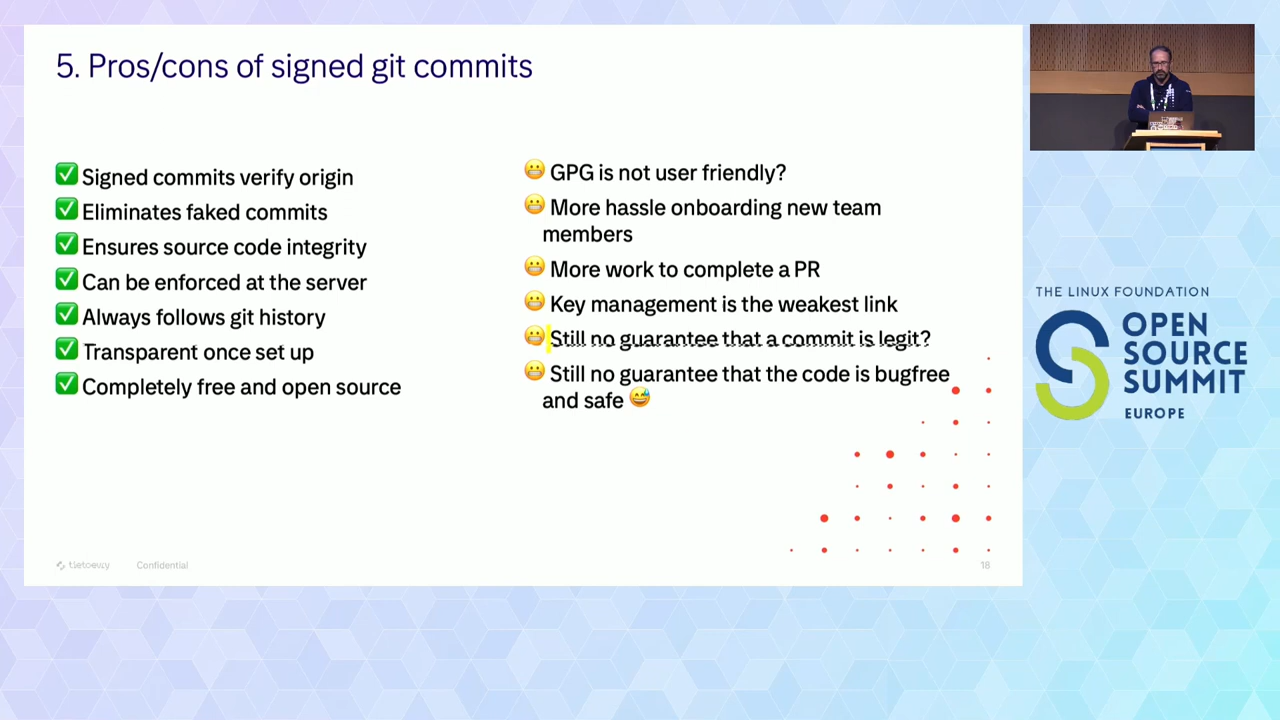 5. Pros/cons of signed git commits
✅ Signed commits verify origin
✅ Eliminates faked commits
✅ Ensures source code integrity
✅ Can be enforced at the server
✅ Always follows git history
✅ Transparent once set up
✅ Completely free and open source
😬 GPG is not user friendly?
😬 More hassle onboarding new team
members
😬 More work to complete a PR
😬 Key management is the weakest link
😬 Still no guarantee that a commit is legit?
😬 Still no guarantee that the code is bugfree
and safe 😅
tietoevry
Confidential
18
THE LINUX FOUNDATION
OPEN
SOURCE
SUMMIT
EUROPE